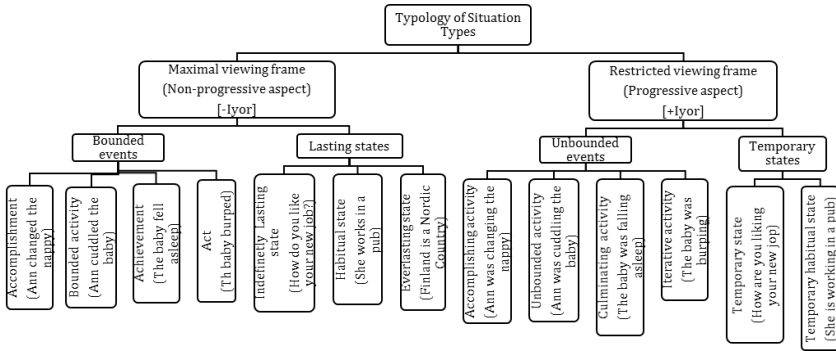 Typology of Situation
Types
Maximal viewing frame
(Non-progressive aspect)
[-Iyor]
Restricted viewing frame
(Progressive aspect)
[+Iyor]
Bounded
events
Lasting states
Unbounded
events
Temporary
states
Accomplishment
(Ann changed the
nappy)
Bounded activity
(Ann cuddled the
baby)
Achievement
(The baby fell
asleep)
Act
(Th baby burped)
Indefinetly Lasting
state
(How do you like
your new job?)
Habitual state
(She works in a
pub)
Everlasting state
(Finland is a Nordic
Country)
Accomplishing activity
(Ann was changing the
nappy)
Unbounded activity
(Ann was cuddling the
baby)
Culminating activity
(The baby was falling
asleep)
Iterative activity
(The baby was
burping)
Temporary state
(How are you liking
your new jop)
Temporary habitual state
(She is working in a pub)